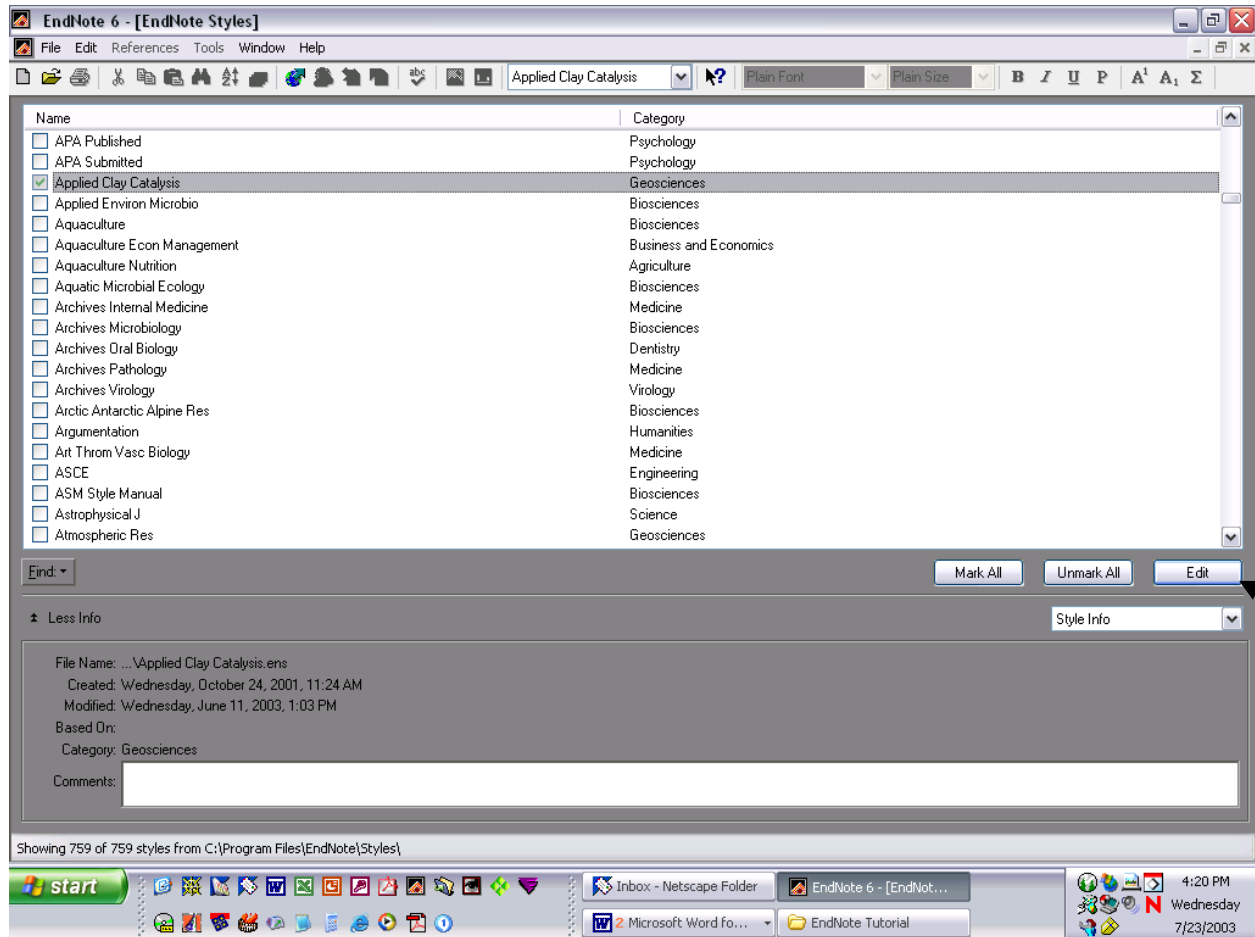 EndNote 6 - [EndNote Styles]
File Edit References Tools Window Help
abc Applied Clay Catalysis Plain Font Plain Size B I U P A¹ A₁ Σ
Name Category
APA Published Psychology
APA Submitted Psychology
Applied Clay Catalysis Geosciences
Applied Environ Microbio Biosciences
Aquaculture Biosciences
Aquaculture Econ Management Business and Economics
Aquaculture Nutrition Agriculture
Aquatic Microbial Ecology Biosciences
Archives Internal Medicine Medicine
Archives Microbiology Biosciences
Archives Oral Biology Dentistry
Archives Pathology Medicine
Archives Virology Virology
Arctic Antarctic Alpine Res Biosciences
Argumentation Humanities
Art Throm Vasc Biology Medicine
ASCE Engineering
ASM Style Manual Biosciences
Astrophysical J Science
Atmospheric Res Geosciences
Find: Mark All Unmark All Edit
Less Info Style Info
File Name: ...\Applied Clay Catalysis.ens
Created: Wednesday, October 24, 2001, 11:24 AM
Modified: Wednesday, June 11, 2003, 1:03 PM
Based On:
Category: Geosciences
Comments:
Showing 759 of 759 styles from C:\Program Files\EndNote\Styles\
start Inbox - Netscape Folder EndNote 6 - [EndNot... 4:20 PM
Wednesday
2 Microsoft Word fo... EndNote Tutorial 7/23/2003